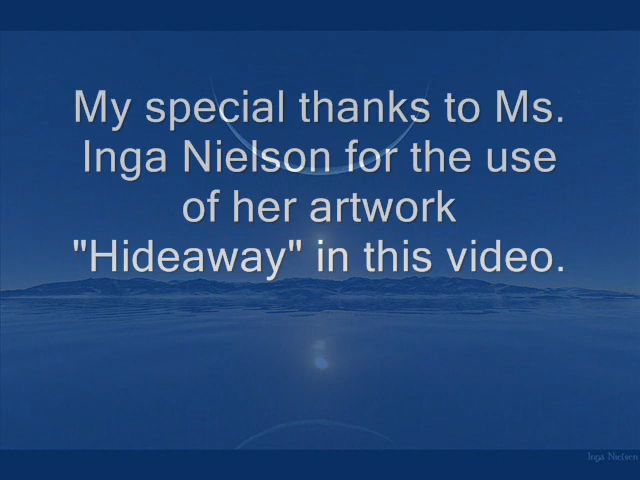 My special thanks to Ms.
Inga Nielson for the use
of her artwork
"Hideaway" in this video.
Inga Nielsen